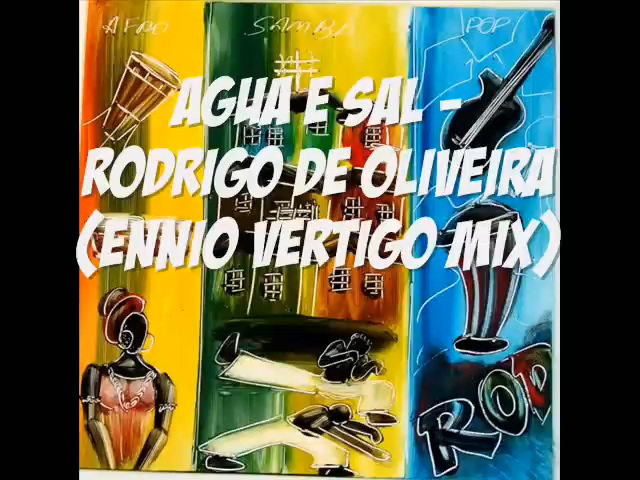 AFRO SAMBA POP
AGUA E SAL -
RODRIGO DE OLIVEIRA
(ENNIO VERTIGO MIX)
ROD